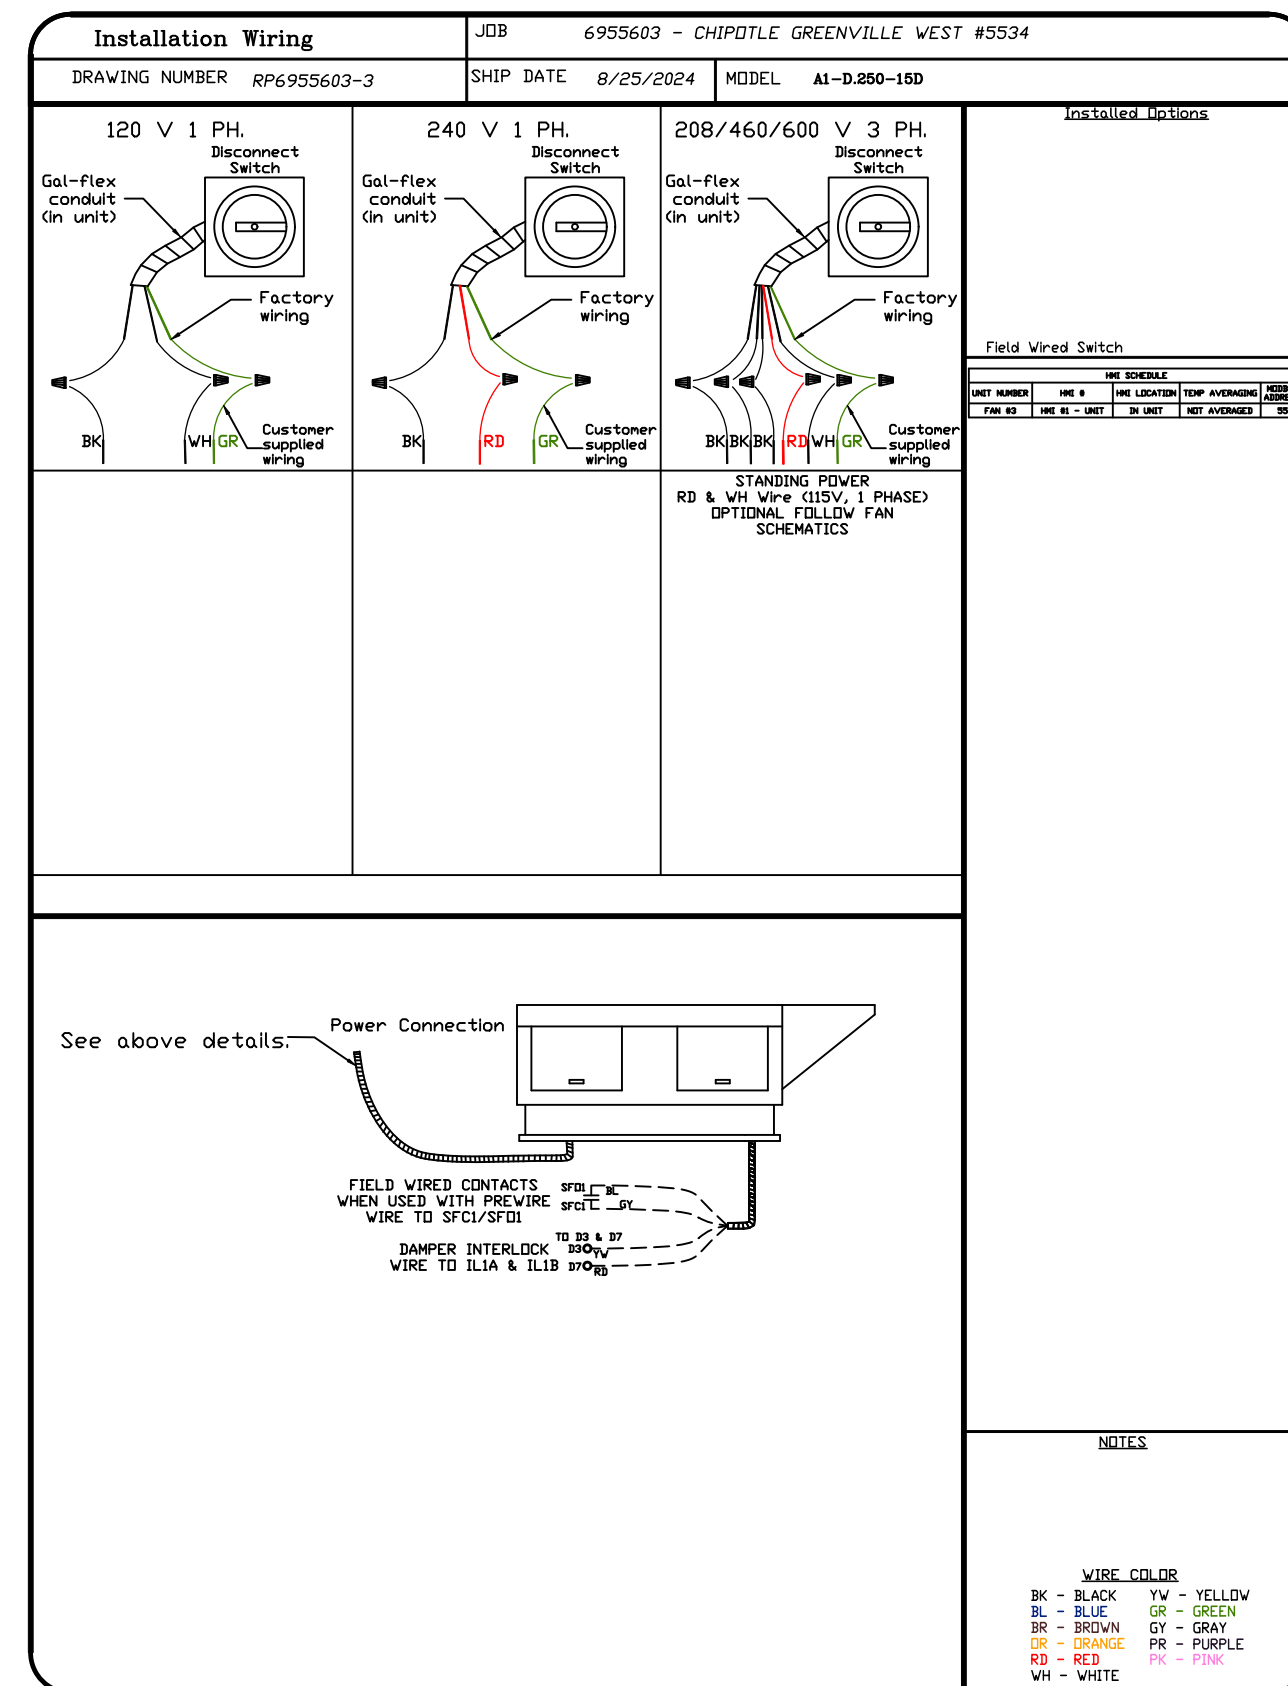 Installation Wiring
JOB 6955603 - CHIPOTLE GREENVILLE WEST #5534
DRAWING NUMBER RP6955603-3
SHIP DATE 8/25/2024
MODEL A1-D.250-15D
120 V 1 PH.
Disconnect
Switch
Gal-flex
conduit
(in unit)
Factory
wiring
BK
WH
GR
Customer
supplied
wiring
240 V 1 PH.
Disconnect
Switch
Gal-flex
conduit
(in unit)
Factory
wiring
BK
RD
GR
Customer
supplied
wiring
208/460/600 V 3 PH.
Disconnect
Switch
Gal-flex
conduit
(in unit)
Factory
wiring
BK
BK
BK
RD
WH
GR
Customer
supplied
wiring
STANDING POWER
RD & WH Wire (115V, 1 PHASE)
OPTIONAL FOLLOW FAN
SCHEMATICS
Installed Options
Field Wired Switch
HMI SCHEDULE
UNIT NUMBER HMI # HMI LOCATION TEMP AVERAGING
FAN #3 HMI #1 - UNIT IN UNIT NOT AVERAGED 55
See above details.
Power Connection
FIELD WIRED CONTACTS
WHEN USED WITH PREWIRE
WIRE TO SFC1/SFO1
SFO1
BL
SFC1
GY
TO D3 & D7
DAMPER INTERLOCK
WIRE TO IL1A & IL1B
D3
YW
D7
RD
NOTES
WIRE COLOR
BK - BLACK YW - YELLOW
BL - BLUE GR - GREEN
BR - BROWN GY - GRAY
OR - ORANGE PR - PURPLE
RD - RED PK - PINK
WH - WHITE